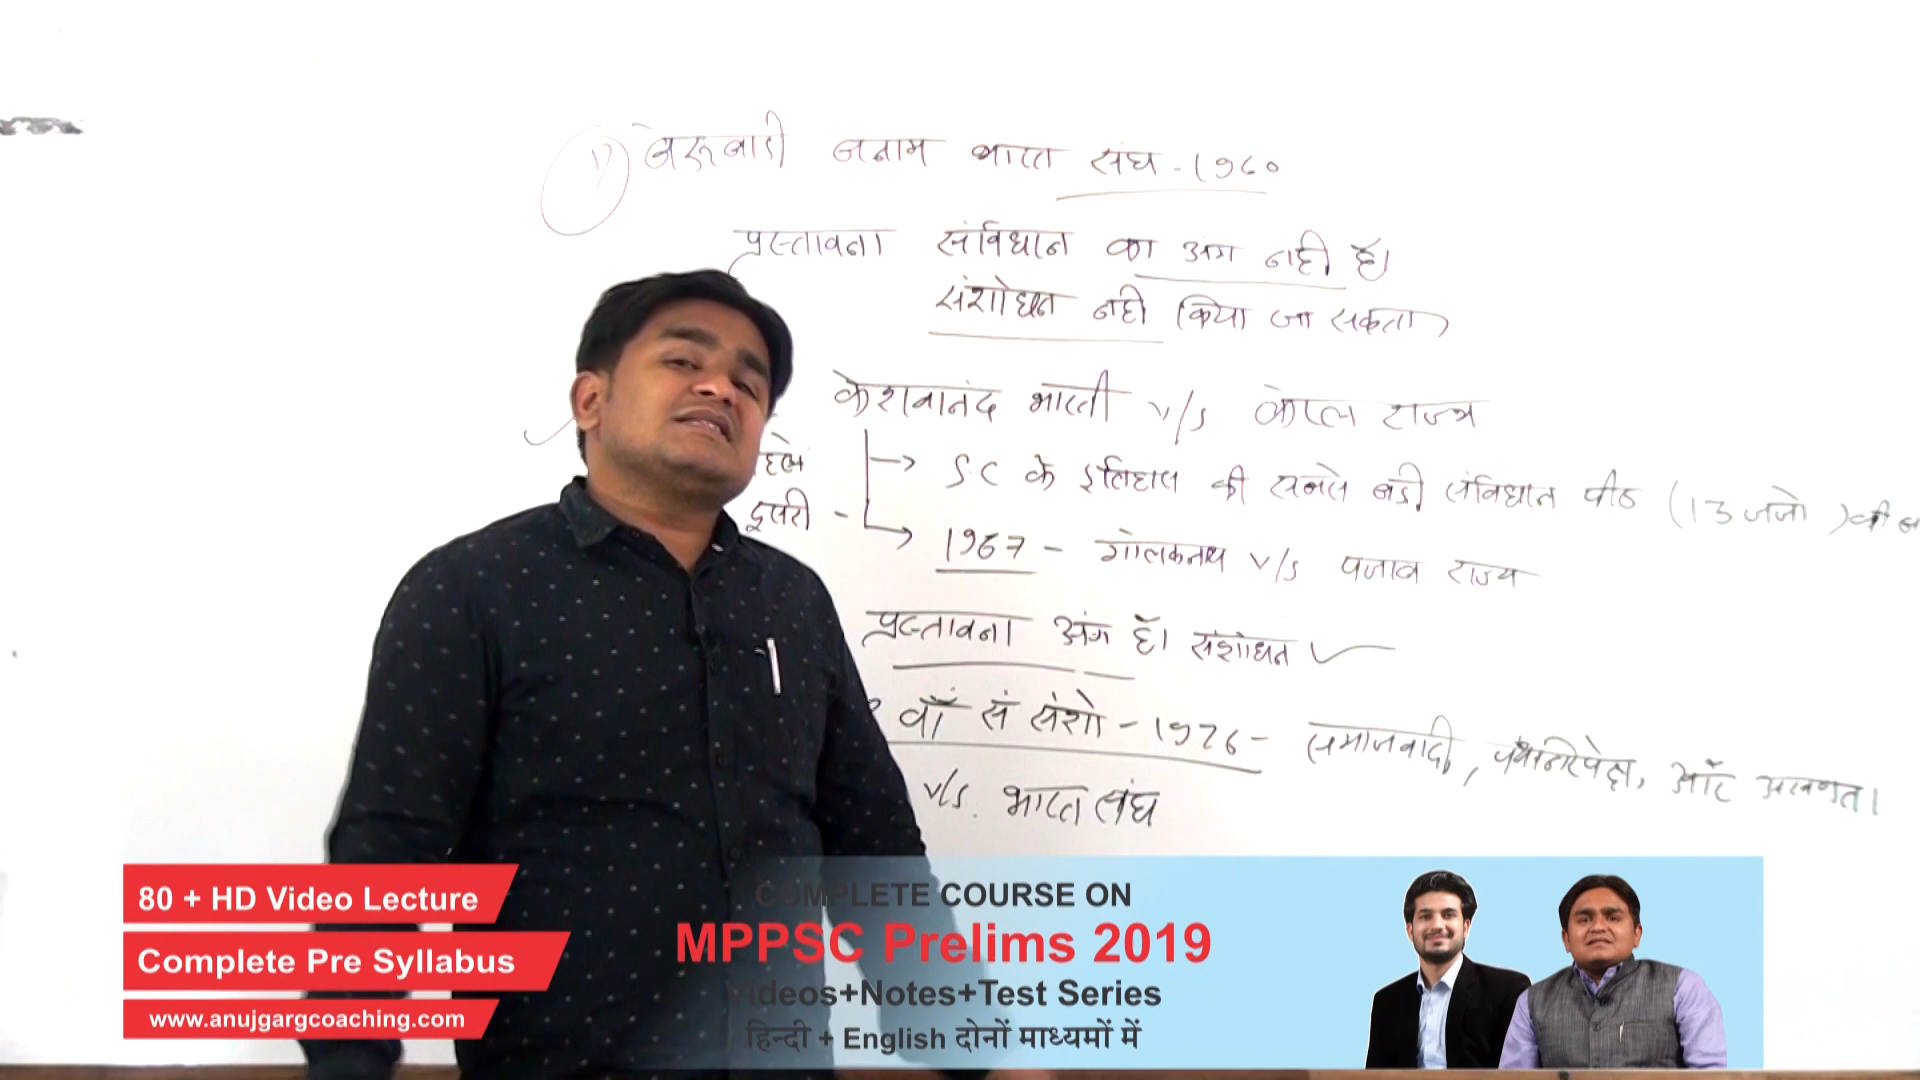 1) बेरूबाडी बनाम भारत संघ - 1960
प्रस्तावना संविधान का अंग नही है।
संशोधन नही किया जा सकता
केशवानंद भारती v/s केरल राज्य
S.C के इतिहास की सबसे बडी संविधान पीठ (13 जजो) की
दूसरी -
1967 - गोलकनाथ v/s पंजाब राज्य
प्रस्तावना अंग है। संशोधन ✓
वाँ सं संशो - 1976 - समाजवादी, पंथनिरपेक्ष, और अखण्डता।
v/s. भारत संघ
80 + HD Video Lecture
Complete Pre Syllabus
www.anujgargcoaching.com
COMPLETE COURSE ON
MPPSC Prelims 2019
Videos+Notes+Test Series
हिन्दी + English दोनों माध्यमों में